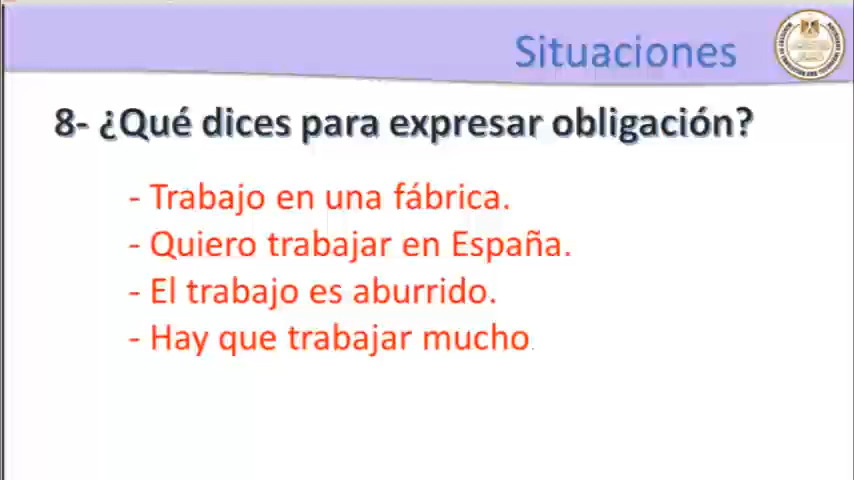 Situaciones
8- ¿Qué dices para expresar obligación?
- Trabajo en una fábrica.
- Quiero trabajar en España.
- El trabajo es aburrido.
- Hay que trabajar mucho.